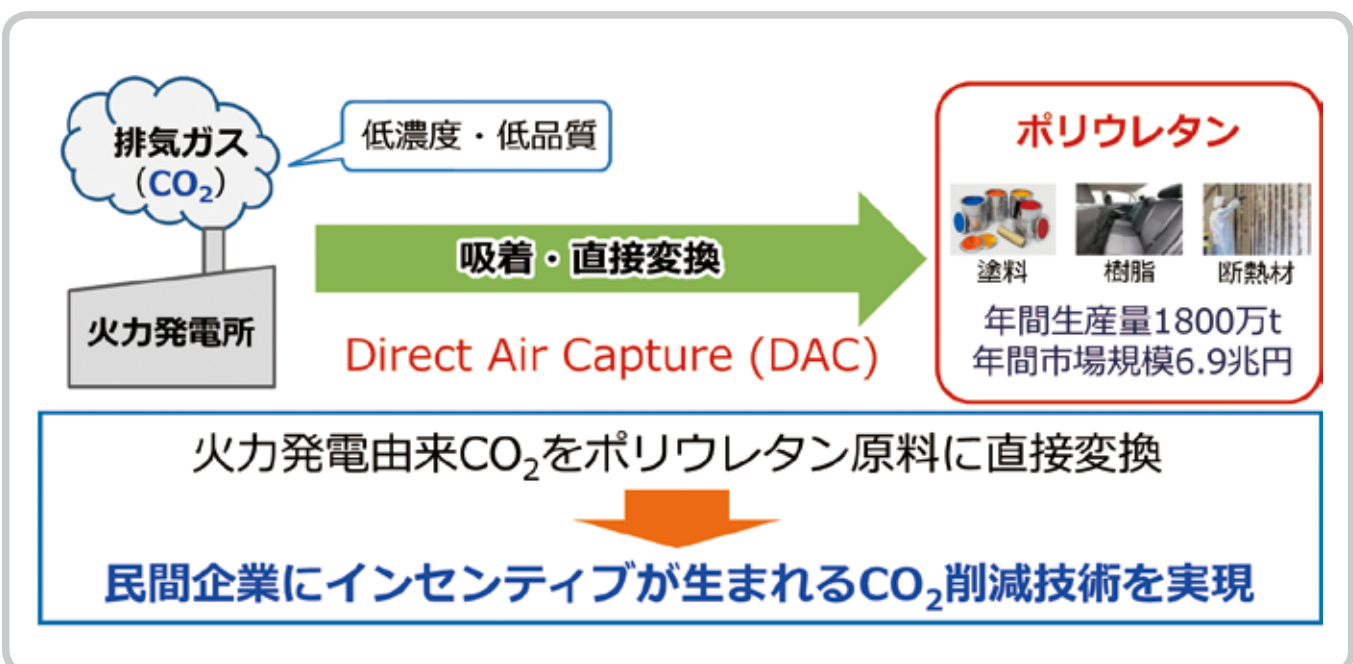 排気ガス
（CO₂）
低濃度・低品質
火力発電所
吸着・直接変換
Direct Air Capture (DAC)
ポリウレタン
塗料
樹脂
断熱材
年間生産量1800万t
年間市場規模6.9兆円
火力発電由来CO₂をポリウレタン原料に直接変換
民間企業にインセンティブが生まれるCO₂削減技術を実現